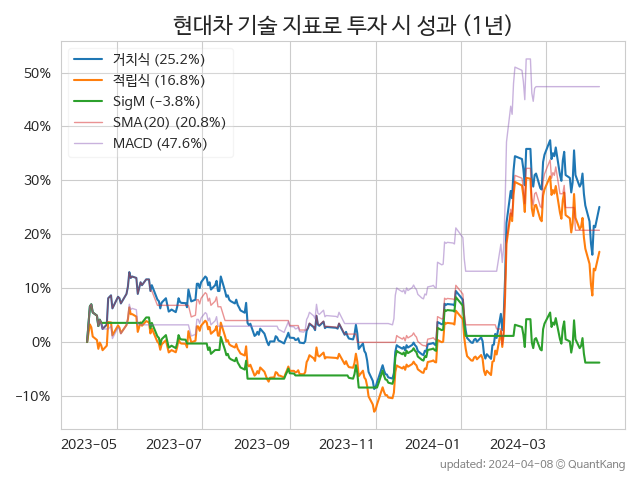 현대차 기술 지표로 투자 시 성과 (1년)
거치식 (25.2%)
적립식 (16.8%)
SigM (−3.8%)
SMA(20) (20.8%)
MACD (47.6%)
50%
40%
30%
20%
10%
0%
−10%
2023-05 2023-07 2023-09 2023-11 2024-01 2024-03
updated: 2024-04-08 © QuantKang